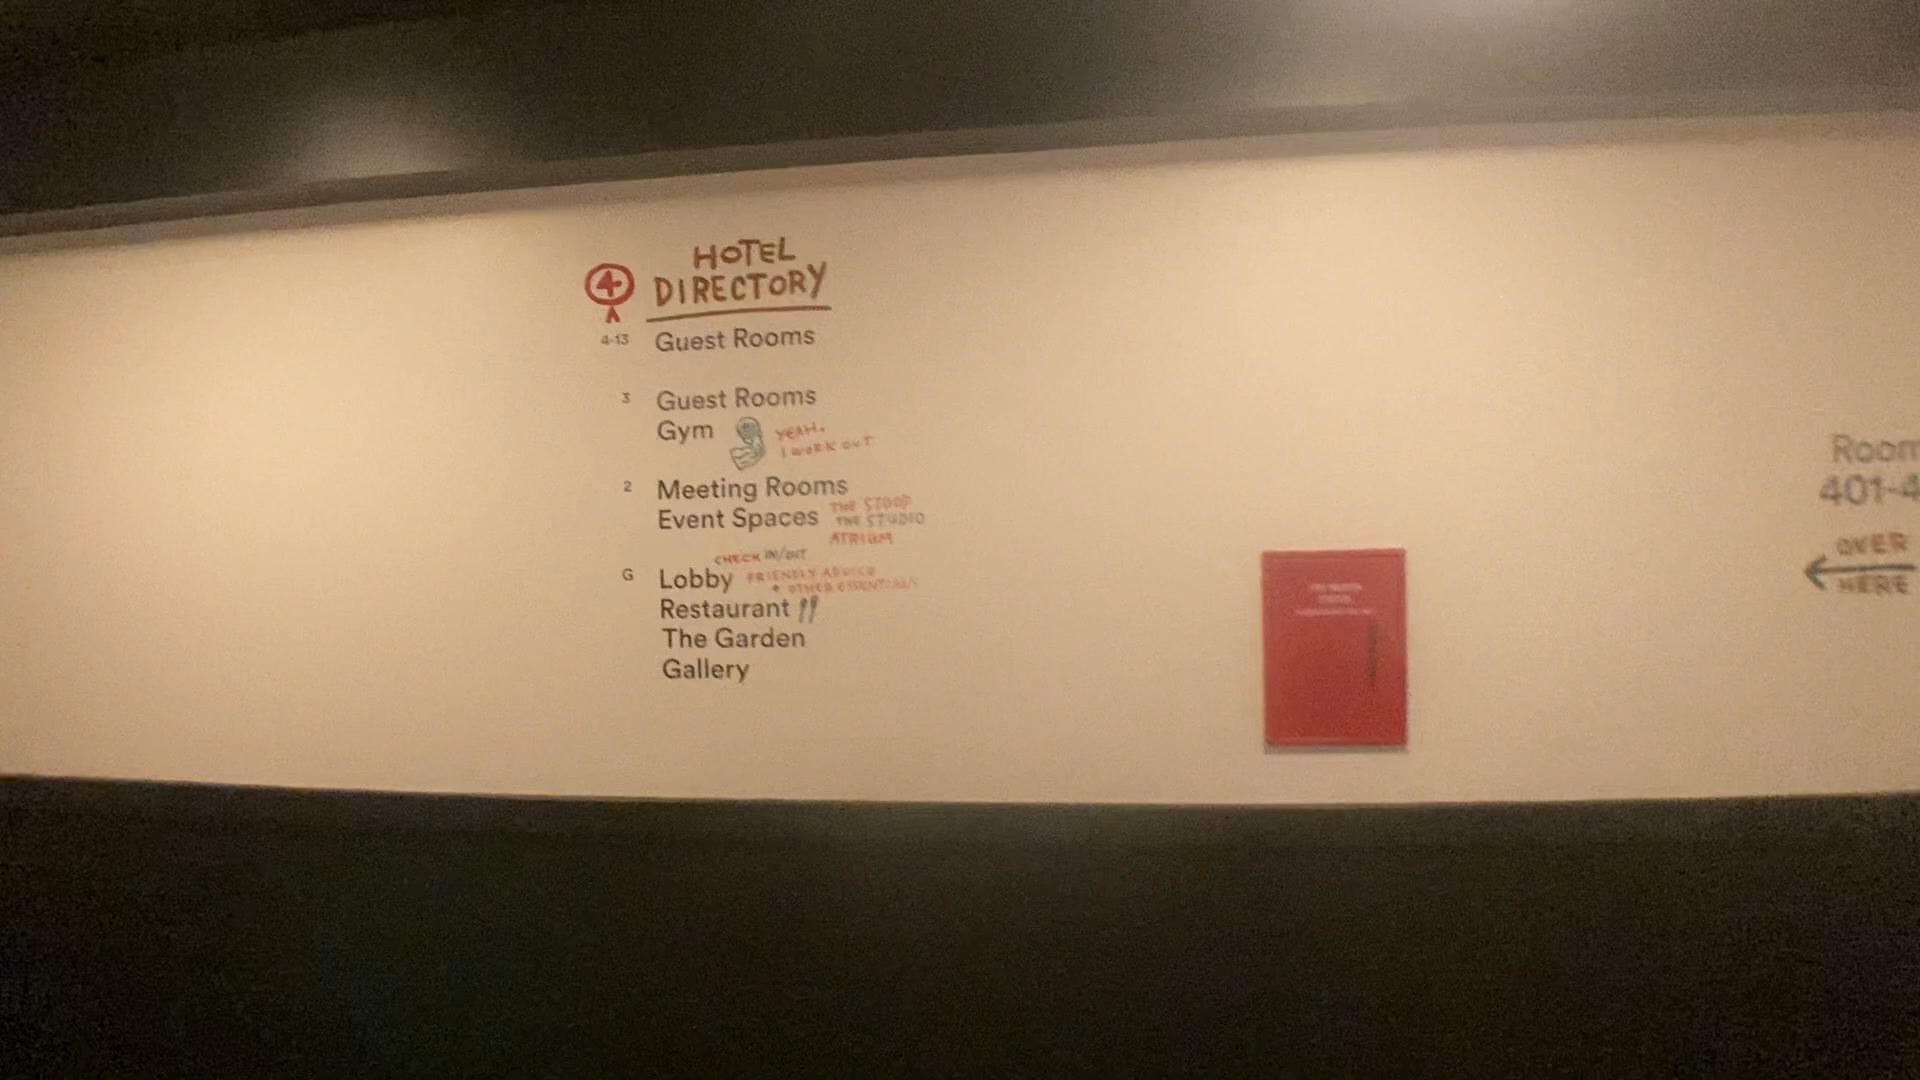 HOTEL
DIRECTORY
4
4-13 Guest Rooms
3 Guest Rooms
Gym YEAH.
I WORK OUT
2 Meeting Rooms
Event Spaces THE STOOP
THE STUDIO
ATRIUM
CHECK IN/OUT
G Lobby FRIENDLY ADVICE
+ OTHER ESSENTIALS
Restaurant
The Garden
Gallery
Room
401-4
OVER
HERE